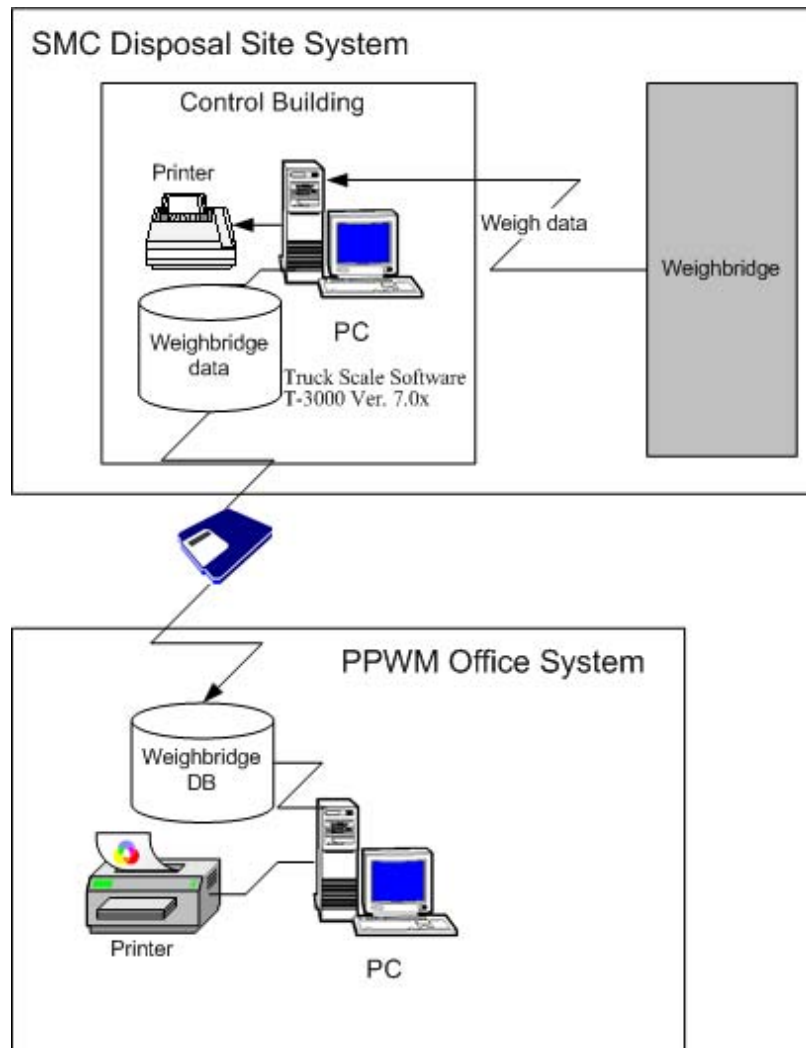 SMC Disposal Site System
Control Building
Printer
Weigh data
Weighbridge
PC
Weighbridge
data
Truck Scale Software
T-3000 Ver. 7.0x
PPWM Office System
Weighbridge
DB
Printer
PC